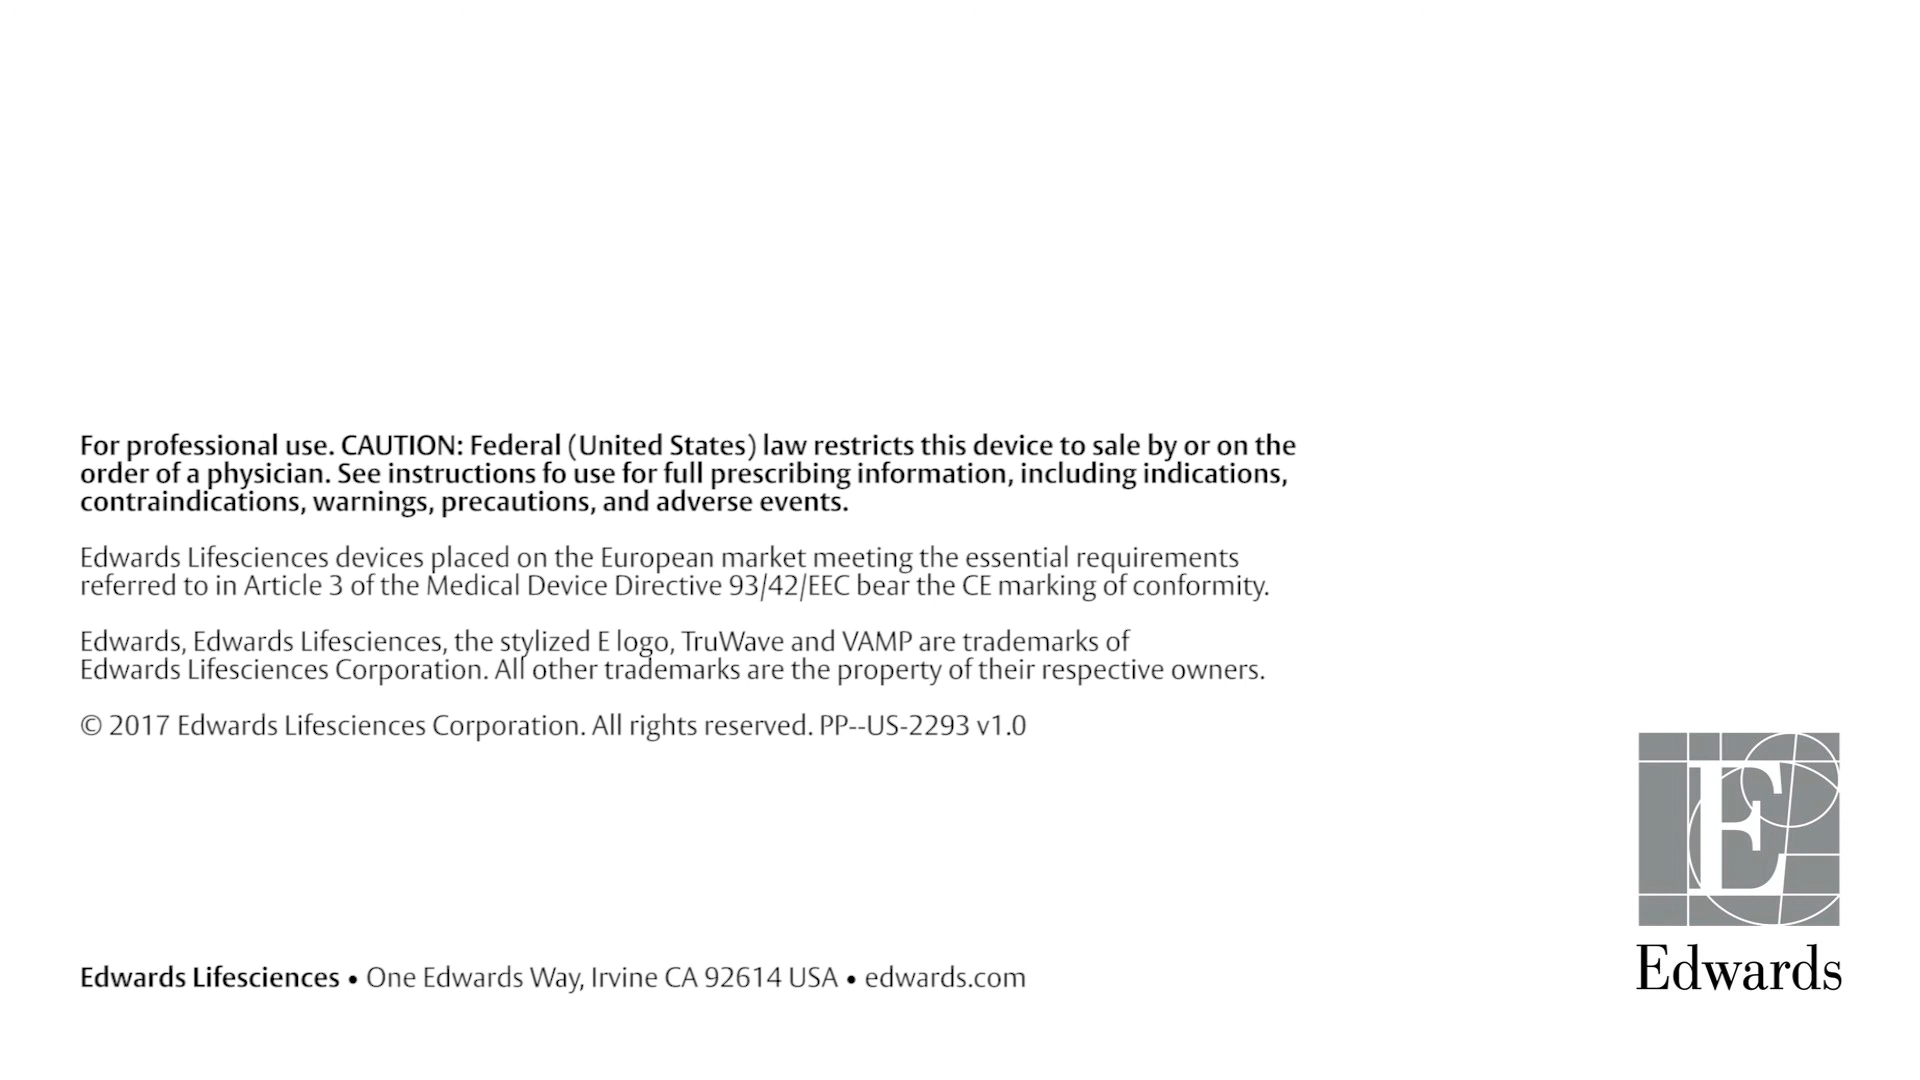 For professional use. CAUTION: Federal (United States) law restricts this device to sale by or on the
order of a physician. See instructions fo use for full prescribing information, including indications,
contraindications, warnings, precautions, and adverse events.
Edwards Lifesciences devices placed on the European market meeting the essential requirements
referred to in Article 3 of the Medical Device Directive 93/42/EEC bear the CE marking of conformity.
Edwards, Edwards Lifesciences, the stylized E logo, TruWave and VAMP are trademarks of
Edwards Lifesciences Corporation. All other trademarks are the property of their respective owners.
© 2017 Edwards Lifesciences Corporation. All rights reserved. PP--US-2293 v1.0
E
Edwards
Edwards Lifesciences • One Edwards Way, Irvine CA 92614 USA • edwards.com